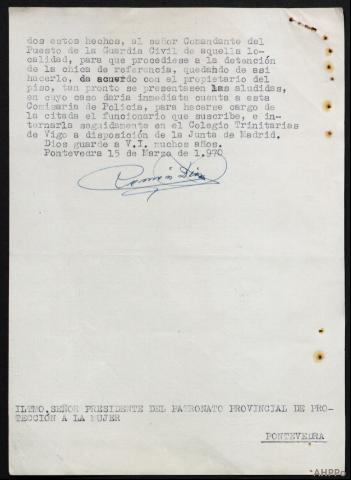 dos estos hechos, al señor Comandante del
Puesto de la Guardia Civil de aquella lo-
calidad, para que procediese a la detención
de la chica de referencia, quedando de asi
hacerlo, da acuerdo con el propietario del
piso, tan pronto se presentasen las aludidas,
en cuyo caso daria inmediata cuenta a esta
Comisaria de Policia, para hacerse cargo de
la citada el funcionario que suscribe, e in-
ternarla seguidamente en el Colegio Trinitarias
de Vigo a disposición de la Junta de Madrid.
Dios guarde a V.I. muchos años.
Pontevedra 15 de Marzo de 1.970
ILTMO.SEÑOR PRESIDENTE DEL PATRONATO PROVINCIAL DE PRO-
TECCIÓN A LA MUJER
PONTEVEDRA